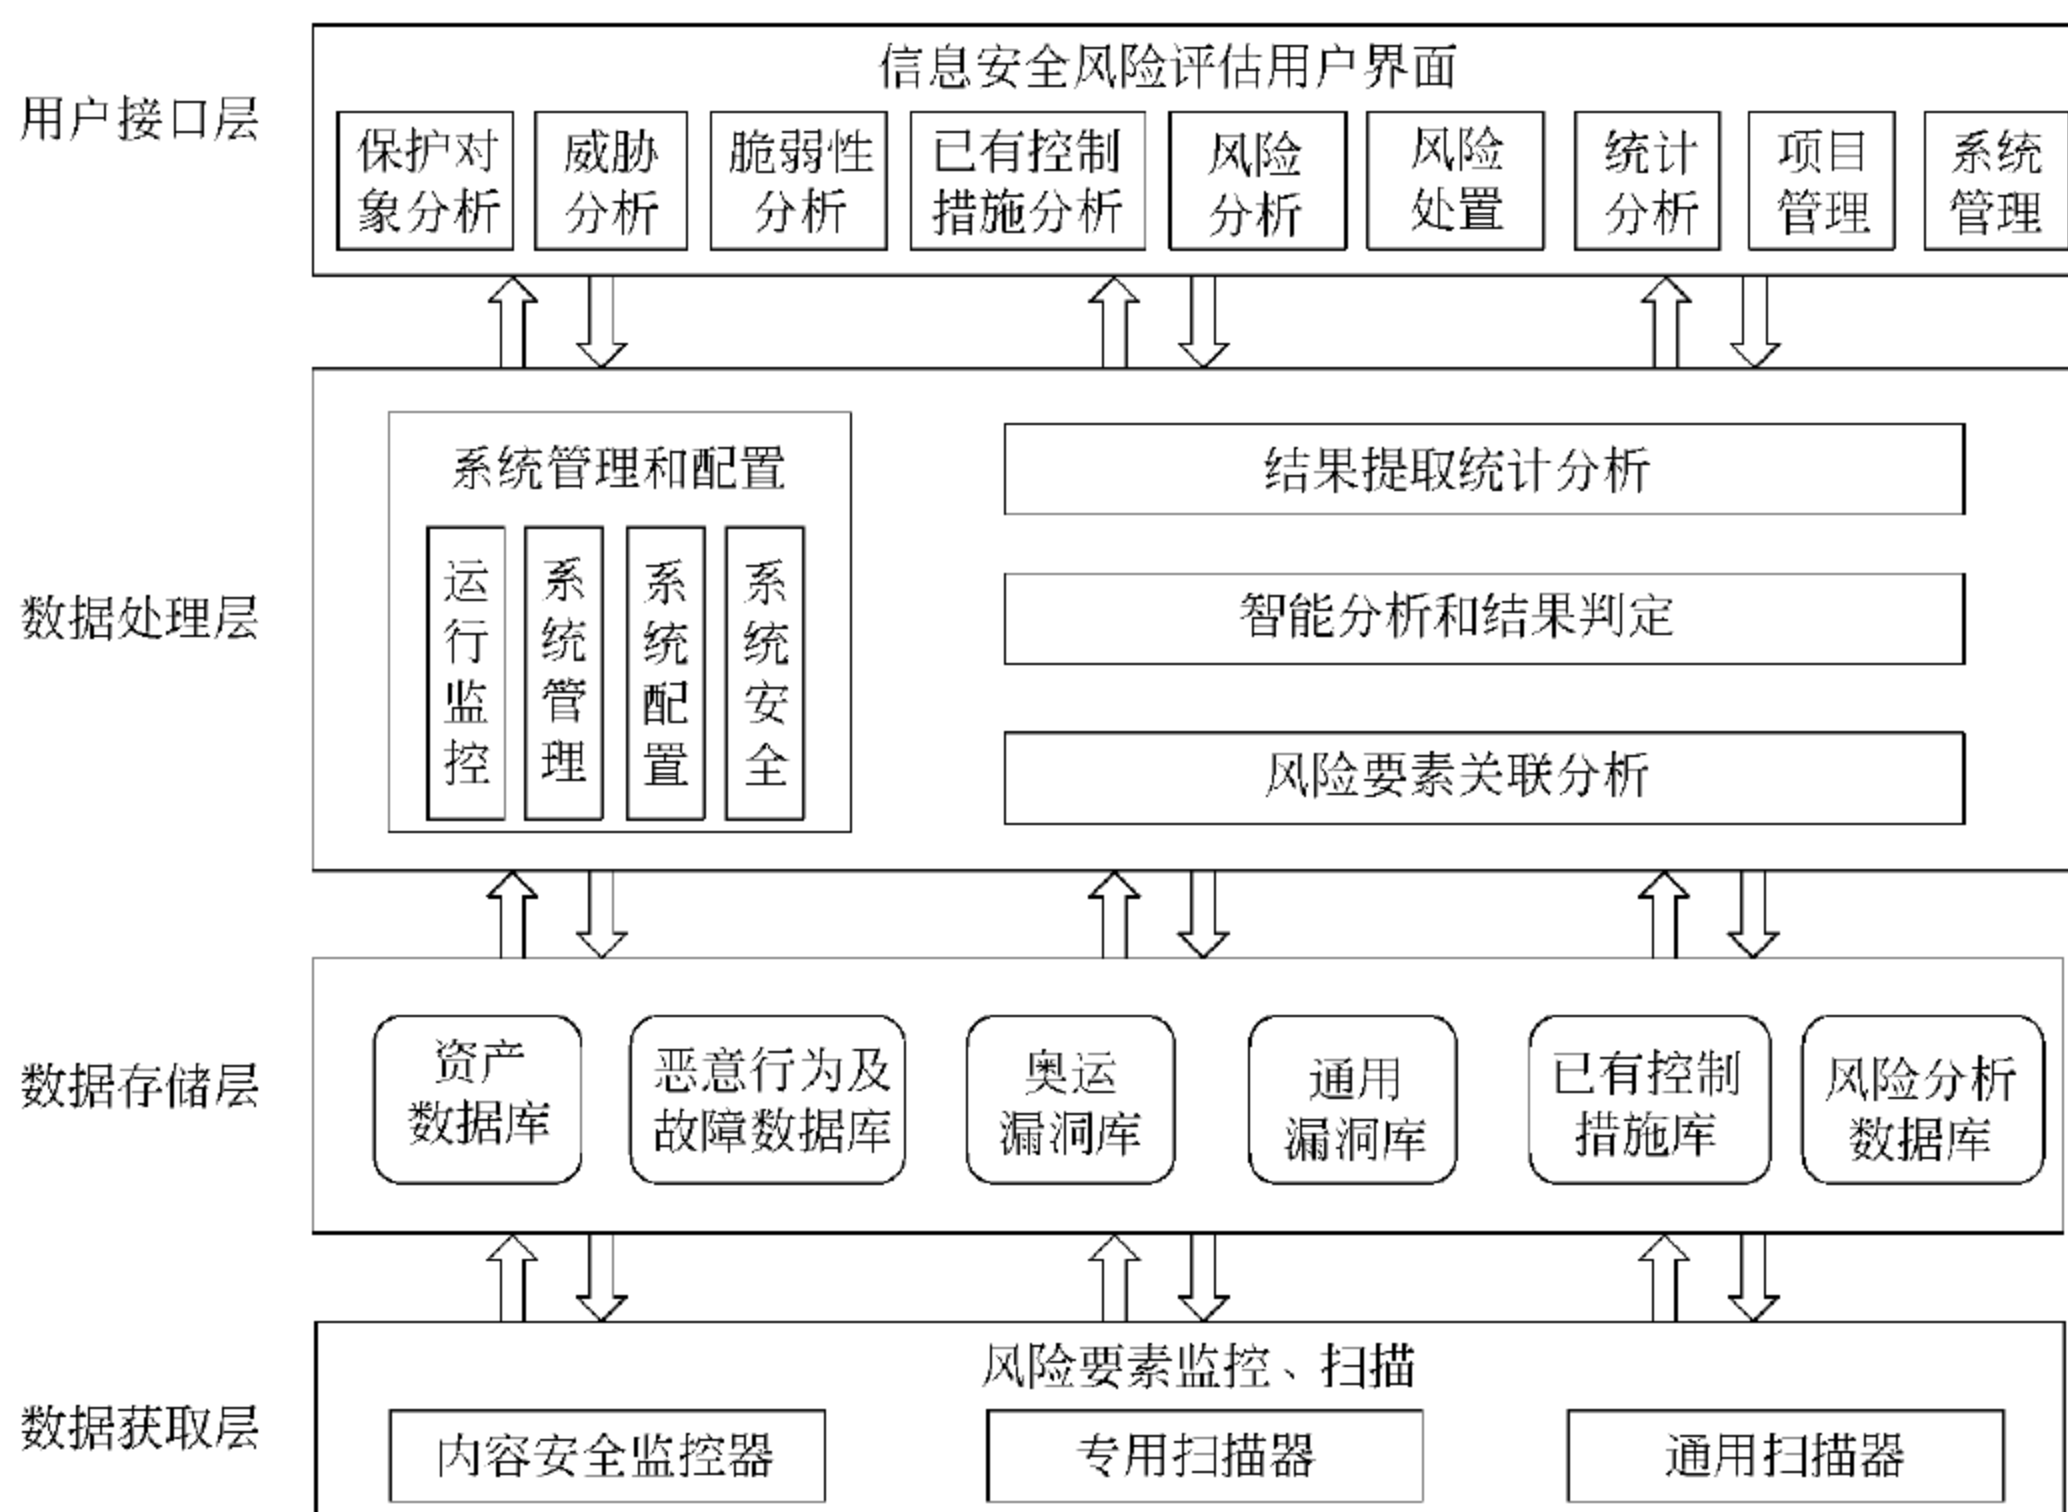 信息安全风险评估用户界面
用户接口层
保护对
象分析
威胁
分析
脆弱性
分析
已有控制
措施分析
风险
分析
风险
处置
统计
分析
项目
管理
系统
管理
数据处理层
系统管理和配置
运行监控
系统管理
系统配置
系统安全
结果提取统计分析
智能分析和结果判定
风险要素关联分析
数据存储层
资产
数据库
恶意行为及
故障数据库
奥运
漏洞库
通用
漏洞库
已有控制
措施库
风险分析
数据库
数据获取层
风险要素监控、扫描
内容安全监控器
专用扫描器
通用扫描器